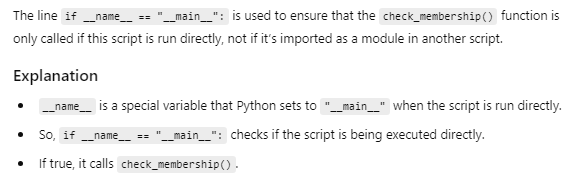 The line if __name__ == "__main__": is used to ensure that the check_membership() function is
only called if this script is run directly, not if it's imported as a module in another script.
Explanation
• __name__ is a special variable that Python sets to "__main__" when the script is run directly.
• So, if __name__ == "__main__": checks if the script is being executed directly.
• If true, it calls check_membership() .